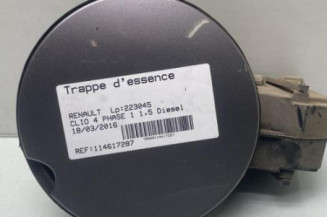 Trappe d'essence
RENAULT Lp:223045
CLIO 4 PHASE 1 1.5 Diesel
18/03/2016
REF:114617287